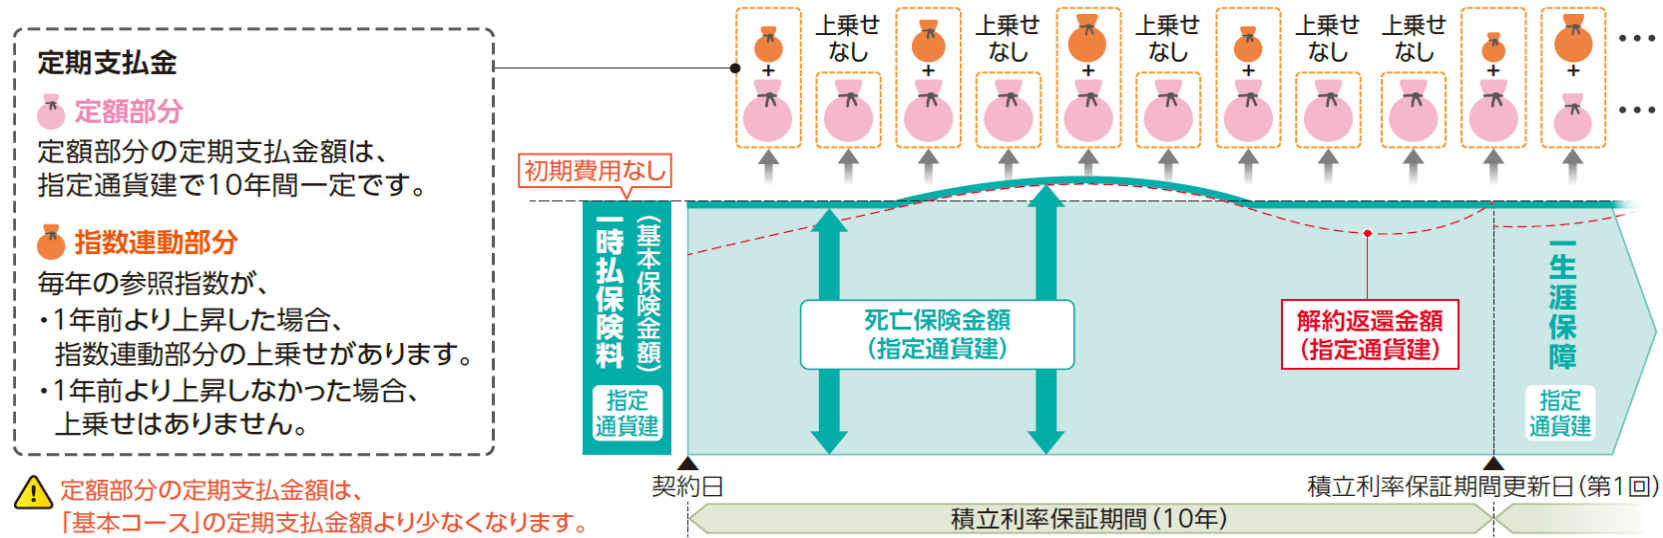 定期支払金
定額部分
定額部分の定期支払金額は、
指定通貨建で10年間一定です。
指数連動部分
毎年の参照指数が、
・1年前より上昇した場合、
指数連動部分の上乗せがあります。
・1年前より上昇しなかった場合、
上乗せはありません。
定額部分の定期支払金額は、
「基本コース」の定期支払金額より少なくなります。
+
上乗せ
なし
+
上乗せ
なし
+
上乗せ
なし
+
上乗せ
なし
上乗せ
なし
+
+
…
…
初期費用なし
一時払保険料
(基本保険金額)
指定
通貨建
死亡保険金額
(指定通貨建)
解約返還金額
(指定通貨建)
一生涯保障
指定
通貨建
契約日
積立利率保証期間更新日(第1回)
積立利率保証期間(10年)